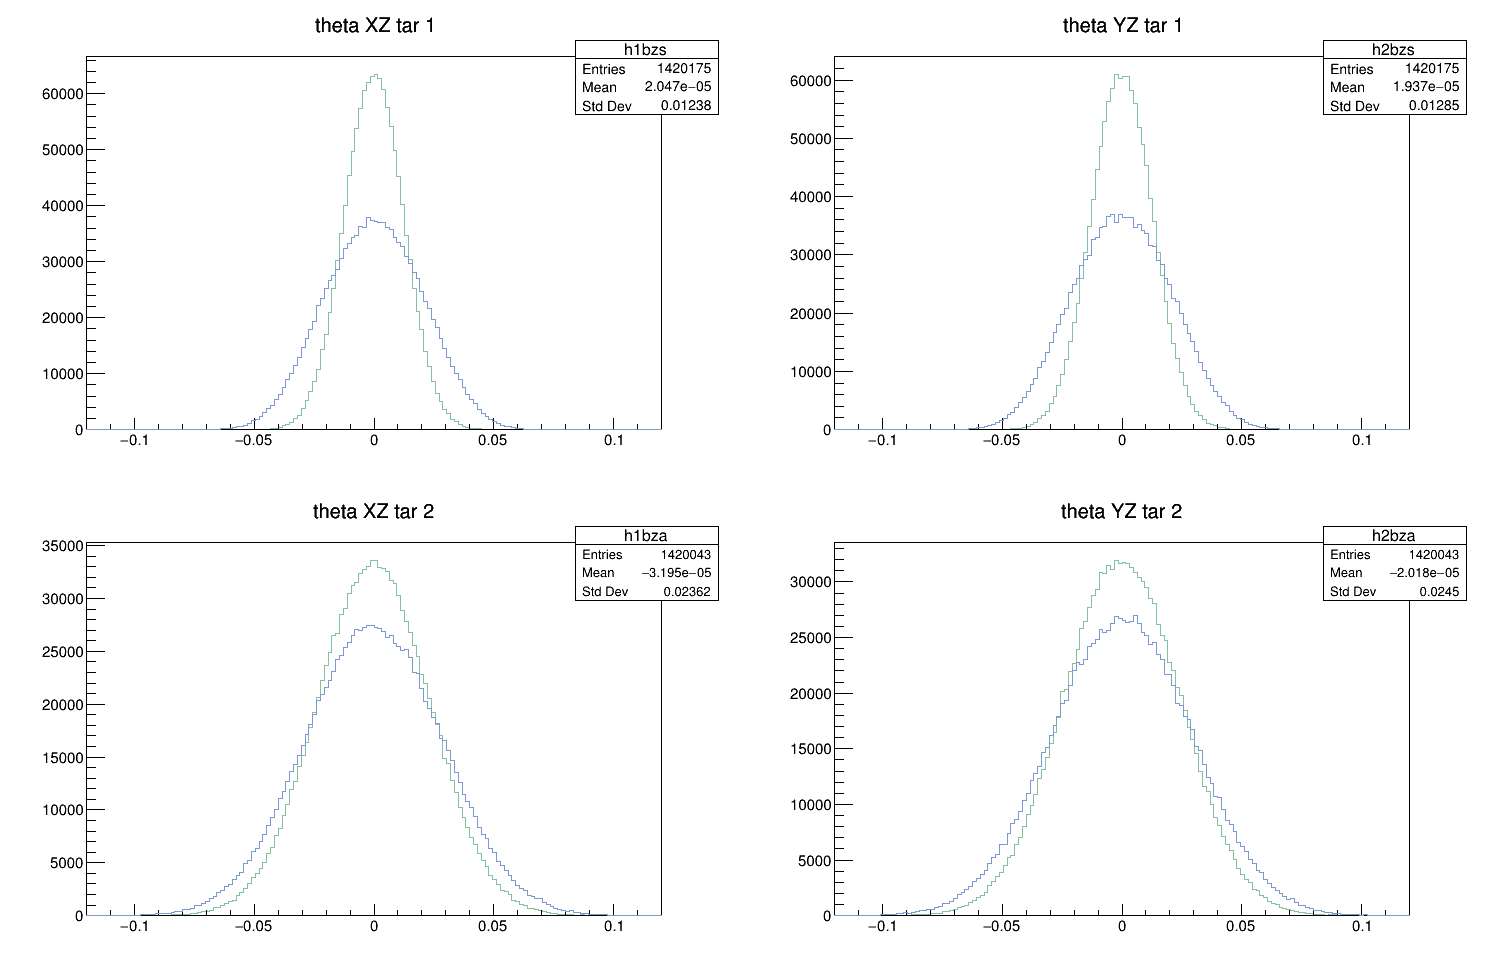 theta XZ tar 1
h1bzs
Entries 1420175
Mean 2.047e−05
Std Dev 0.01238
60000
50000
40000
30000
20000
10000
0
−0.1 −0.05 0 0.05 0.1
theta YZ tar 1
h2bzs
Entries 1420175
Mean 1.937e−05
Std Dev 0.01285
60000
50000
40000
30000
20000
10000
0
−0.1 −0.05 0 0.05 0.1
theta XZ tar 2
h1bza
Entries 1420043
Mean −3.195e−05
Std Dev 0.02362
35000
30000
25000
20000
15000
10000
5000
0
−0.1 −0.05 0 0.05 0.1
theta YZ tar 2
h2bza
Entries 1420043
Mean −2.018e−05
Std Dev 0.0245
30000
25000
20000
15000
10000
5000
0
−0.1 −0.05 0 0.05 0.1